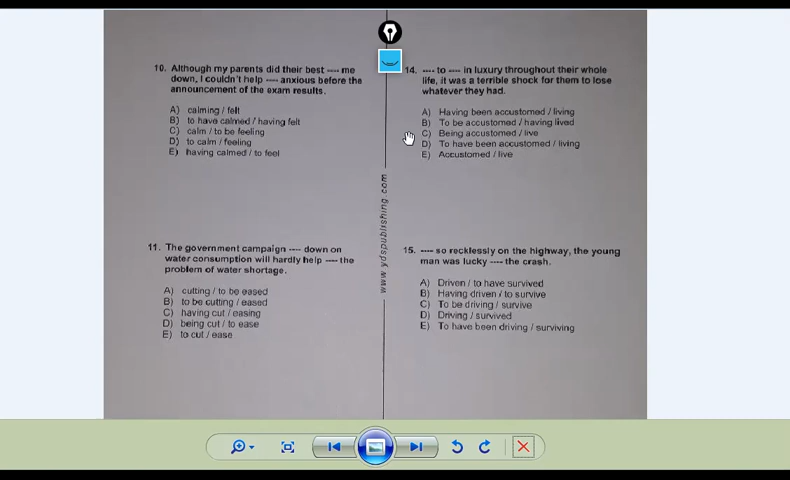 10. Although my parents did their best ---- me
down, I couldn't help ---- anxious before the
announcement of the exam results.
A) calming / felt
B) to have calmed / having felt
C) calm / to be feeling
D) to calm / feeling
E) having calmed / to feel
11. The government campaign ---- down on
water consumption will hardly help ---- the
problem of water shortage.
A) cutting / to be eased
B) to be cutting / eased
C) having cut / easing
D) being cut / to ease
E) to cut / ease
www.ydspublishing.com
14. ---- to ---- in luxury throughout their whole
life, it was a terrible shock for them to lose
whatever they had.
A) Having been accustomed / living
B) To be accustomed / having lived
C) Being accustomed / live
D) To have been accustomed / living
E) Accustomed / live
15. ---- so recklessly on the highway, the young
man was lucky ---- the crash.
A) Driven / to have survived
B) Having driven / to survive
C) To be driving / survive
D) Driving / survived
E) To have been driving / surviving